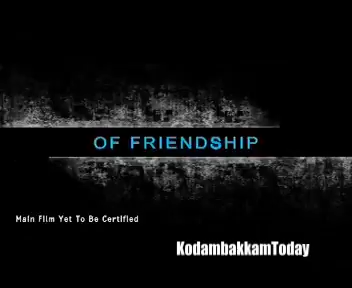 OF FRIENDSHIP
Main Film Yet To Be Certified
KodambakkamToday